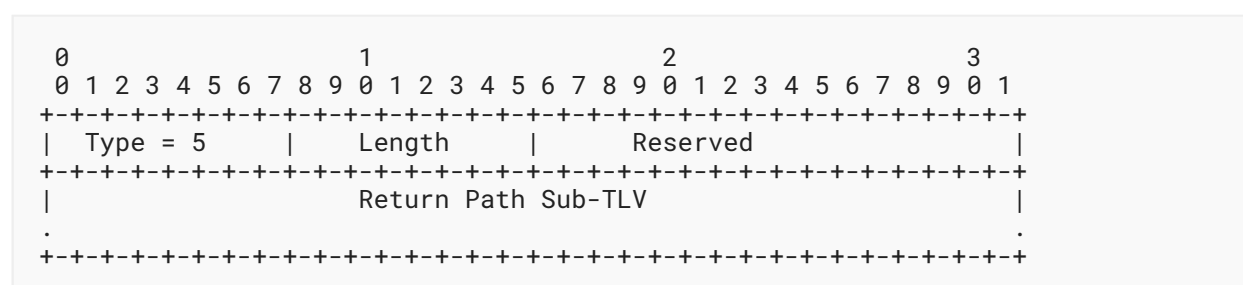 0                   1                   2                   3
 0 1 2 3 4 5 6 7 8 9 0 1 2 3 4 5 6 7 8 9 0 1 2 3 4 5 6 7 8 9 0 1
+-+-+-+-+-+-+-+-+-+-+-+-+-+-+-+-+-+-+-+-+-+-+-+-+-+-+-+-+-+-+-+-+
|  Type = 5     |    Length     |      Reserved                 |
+-+-+-+-+-+-+-+-+-+-+-+-+-+-+-+-+-+-+-+-+-+-+-+-+-+-+-+-+-+-+-+-+
|                    Return Path Sub-TLV                        |
.                                                               .
+-+-+-+-+-+-+-+-+-+-+-+-+-+-+-+-+-+-+-+-+-+-+-+-+-+-+-+-+-+-+-+-+